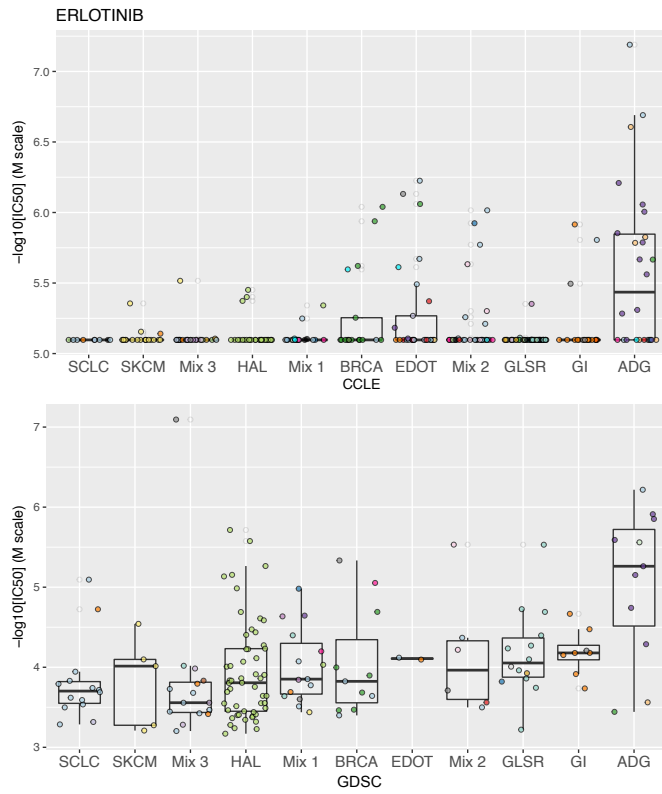 ERLOTINIB
−log10[IC50] (M scale)
7.0
6.5
6.0
5.5
5.0
SCLC SKCM Mix 3 HAL Mix 1 BRCA EDOT Mix 2 GLSR GI ADG
CCLE
−log10[IC50] (M scale)
7
6
5
4
3
SCLC SKCM Mix 3 HAL Mix 1 BRCA EDOT Mix 2 GLSR GI ADG
GDSC